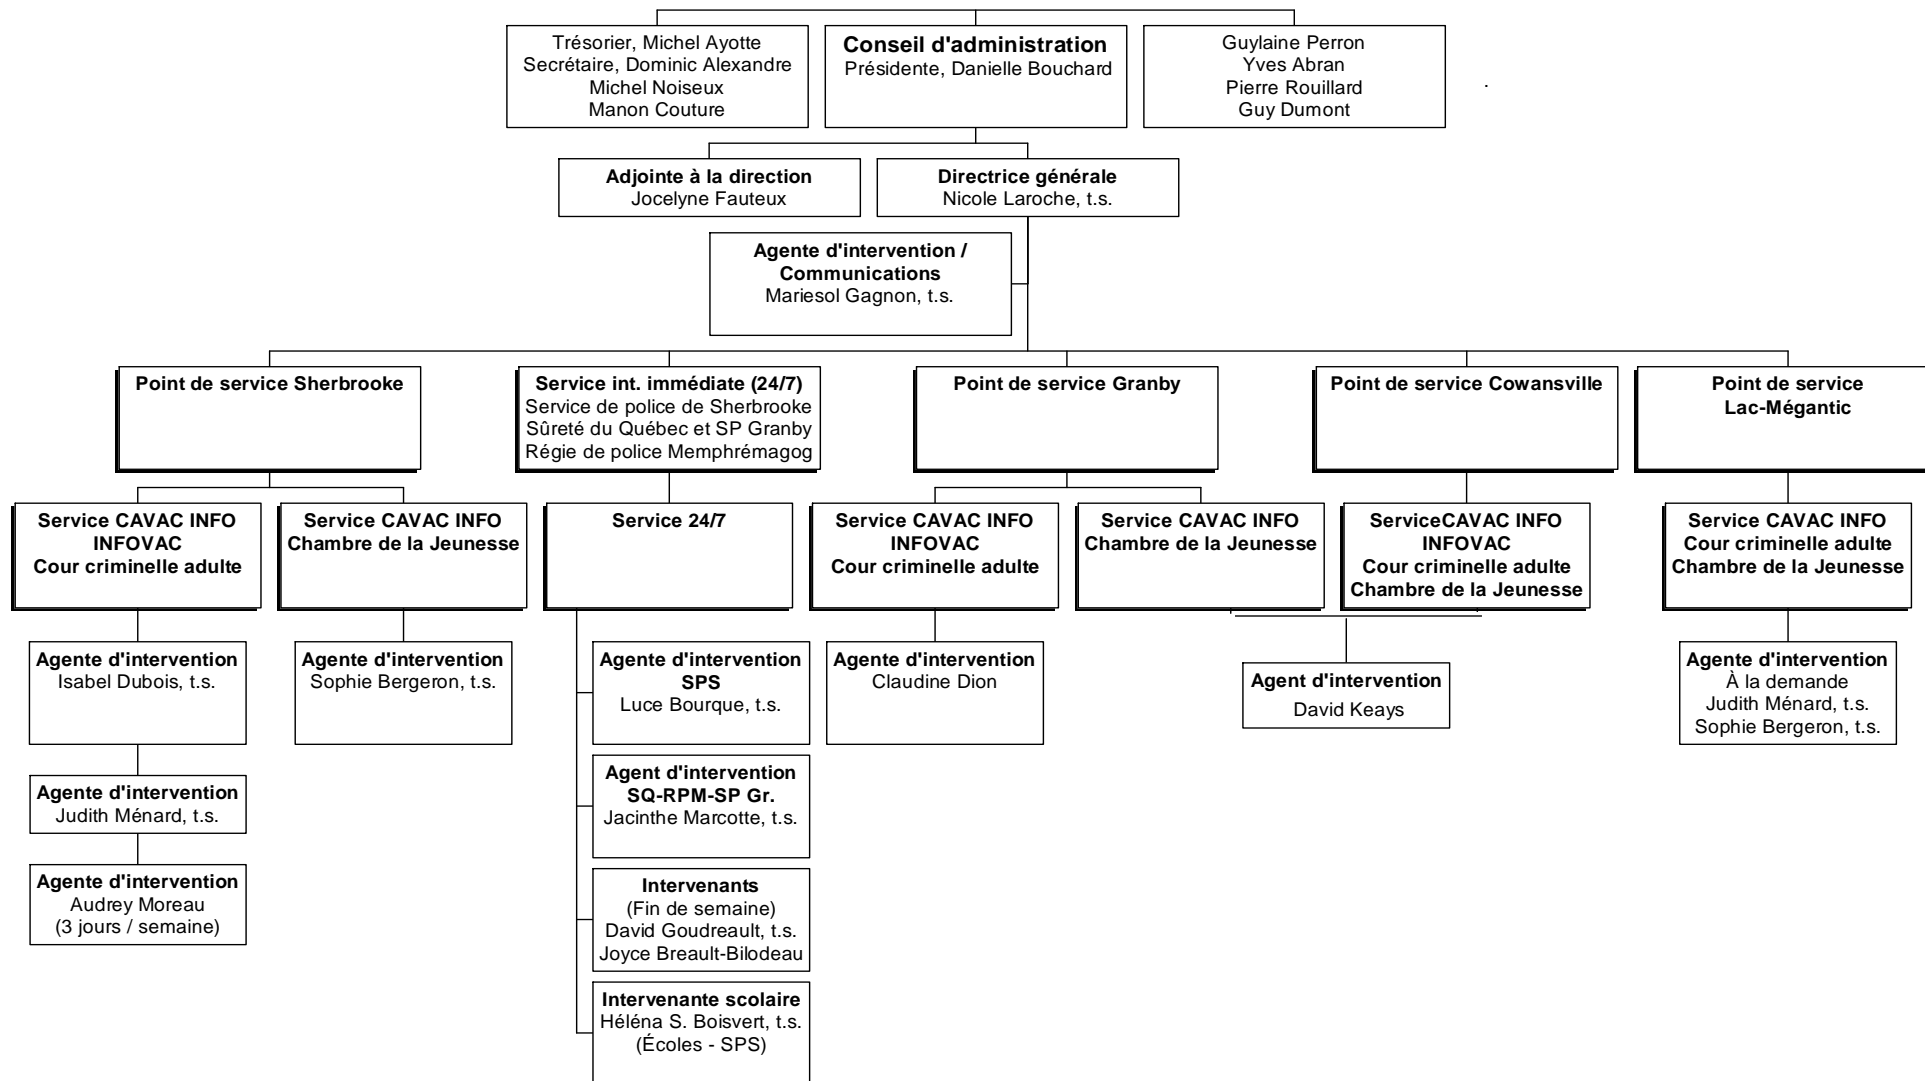 Trésorier, Michel Ayotte
Secrétaire, Dominic Alexandre
Michel Noiseux
Manon Couture
Conseil d'administration
Présidente, Danielle Bouchard
Guylaine Perron
Yves Abran
Pierre Rouillard
Guy Dumont
.
Adjointe à la direction
Jocelyne Fauteux
Directrice générale
Nicole Laroche, t.s.
Agente d'intervention /
Communications
Mariesol Gagnon, t.s.
Point de service Sherbrooke
Service int. immédiate (24/7)
Service de police de Sherbrooke
Sûreté du Québec et SP Granby
Régie de police Memphrémagog
Point de service Granby
Point de service Cowansville
Point de service
Lac-Mégantic
Service CAVAC INFO
INFOVAC
Cour criminelle adulte
Service CAVAC INFO
Chambre de la Jeunesse
Service 24/7
Service CAVAC INFO
INFOVAC
Cour criminelle adulte
Service CAVAC INFO
Chambre de la Jeunesse
ServiceCAVAC INFO
INFOVAC
Cour criminelle adulte
Chambre de la Jeunesse
Service CAVAC INFO
Cour criminelle adulte
Chambre de la Jeunesse
Agente d'intervention
Isabel Dubois, t.s.
Agente d'intervention
Sophie Bergeron, t.s.
Agente d'intervention
SPS
Luce Bourque, t.s.
Agente d'intervention
Claudine Dion
Agent d'intervention
David Keays
Agente d'intervention
À la demande
Judith Ménard, t.s.
Sophie Bergeron, t.s.
Agente d'intervention
Judith Ménard, t.s.
Agent d'intervention
SQ-RPM-SP Gr.
Jacinthe Marcotte, t.s.
Agente d'intervention
Audrey Moreau
(3 jours / semaine)
Intervenants
(Fin de semaine)
David Goudreault, t.s.
Joyce Breault-Bilodeau
Intervenante scolaire
Héléna S. Boisvert, t.s.
(Écoles - SPS)